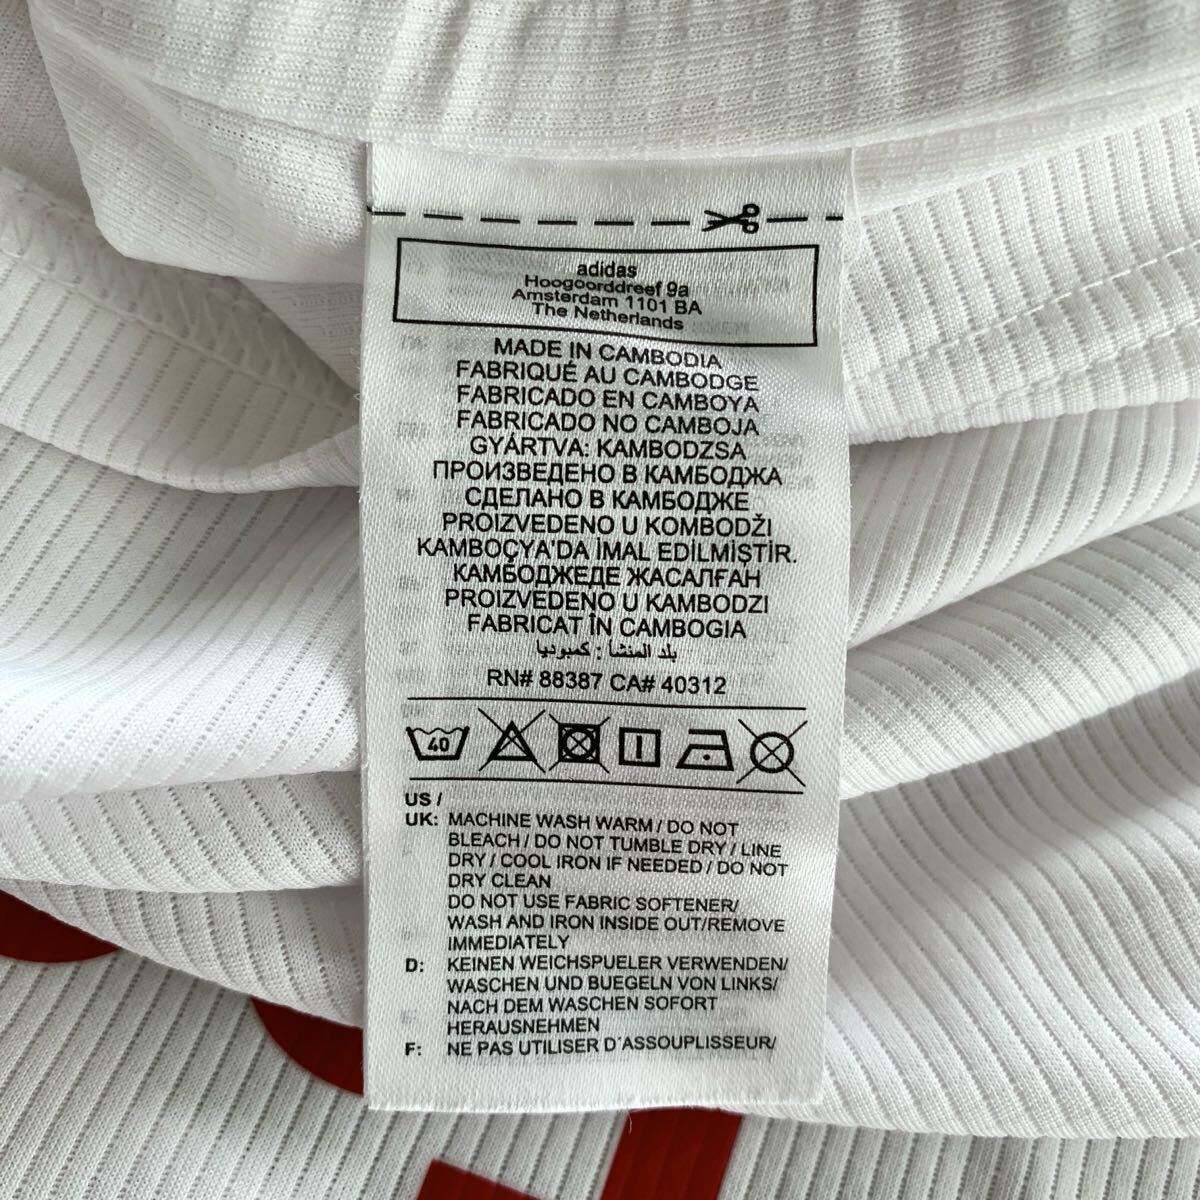 adidas
Hoogoorddreef 9a
Amsterdam 1101 BA
The Netherlands
MADE IN CAMBODIA
FABRIQUÉ AU CAMBODGE
FABRICADO EN CAMBOYA
FABRICADO NO CAMBOJA
GYÁRTVA: KAMBODZSA
ПРОИЗВЕДЕНО В КАМБОДЖА
СДЕЛАНО В КАМБОДЖЕ
PROIZVEDENO U KOMBODŽI
KAMBOÇYA'DA İMAL EDİLMİSTİR.
КАМБОДЖЕДЕ ЖАСАЛҒАН
PROIZVEDENO U KAMBODZI
FABRICAT ÎN CAMBOGIA
بلد المنشأ : كمبوديا
RN# 88387 CA# 40312
40
US /
UK: MACHINE WASH WARM / DO NOT
BLEACH / DO NOT TUMBLE DRY / LINE
DRY / COOL IRON IF NEEDED / DO NOT
DRY CLEAN
DO NOT USE FABRIC SOFTENER/
WASH AND IRON INSIDE OUT/REMOVE
IMMEDIATELY
D: KEINEN WEICHSPUELER VERWENDEN/
WASCHEN UND BUEGELN VON LINKS/
NACH DEM WASCHEN SOFORT
HERAUSNEHMEN
F: NE PAS UTILISER D´ASSOUPLISSEUR/